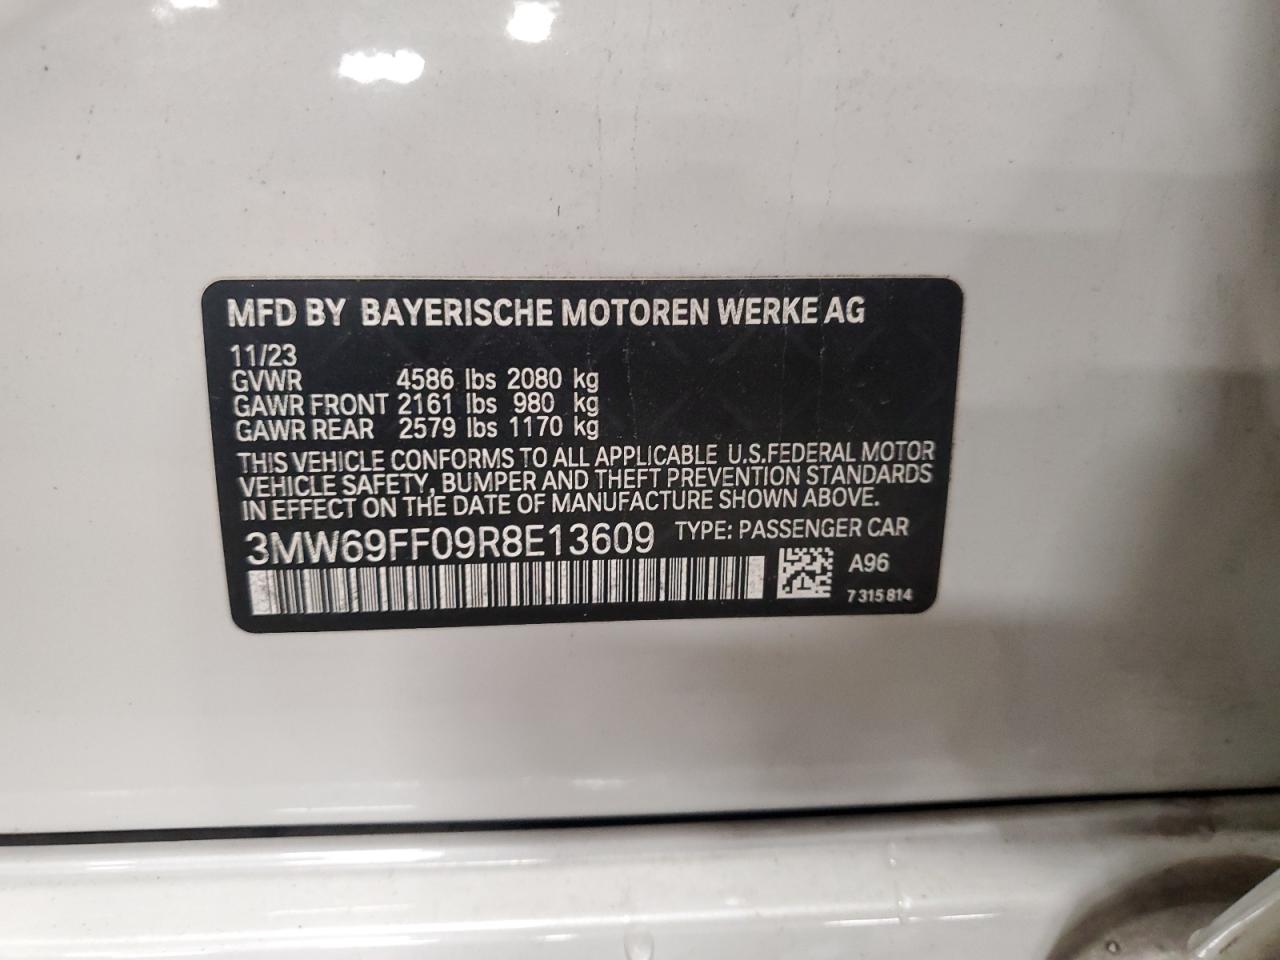 MFD BY BAYERISCHE MOTOREN WERKE AG
11/23
GVWR 4586 lbs 2080 kg
GAWR FRONT 2161 lbs 980 kg
GAWR REAR 2579 lbs 1170 kg
THIS VEHICLE CONFORMS TO ALL APPLICABLE U.S.FEDERAL MOTOR
VEHICLE SAFETY, BUMPER AND THEFT PREVENTION STANDARDS
IN EFFECT ON THE DATE OF MANUFACTURE SHOWN ABOVE.
3MW69FF09R8E13609 TYPE: PASSENGER CAR
A96
7 315 814